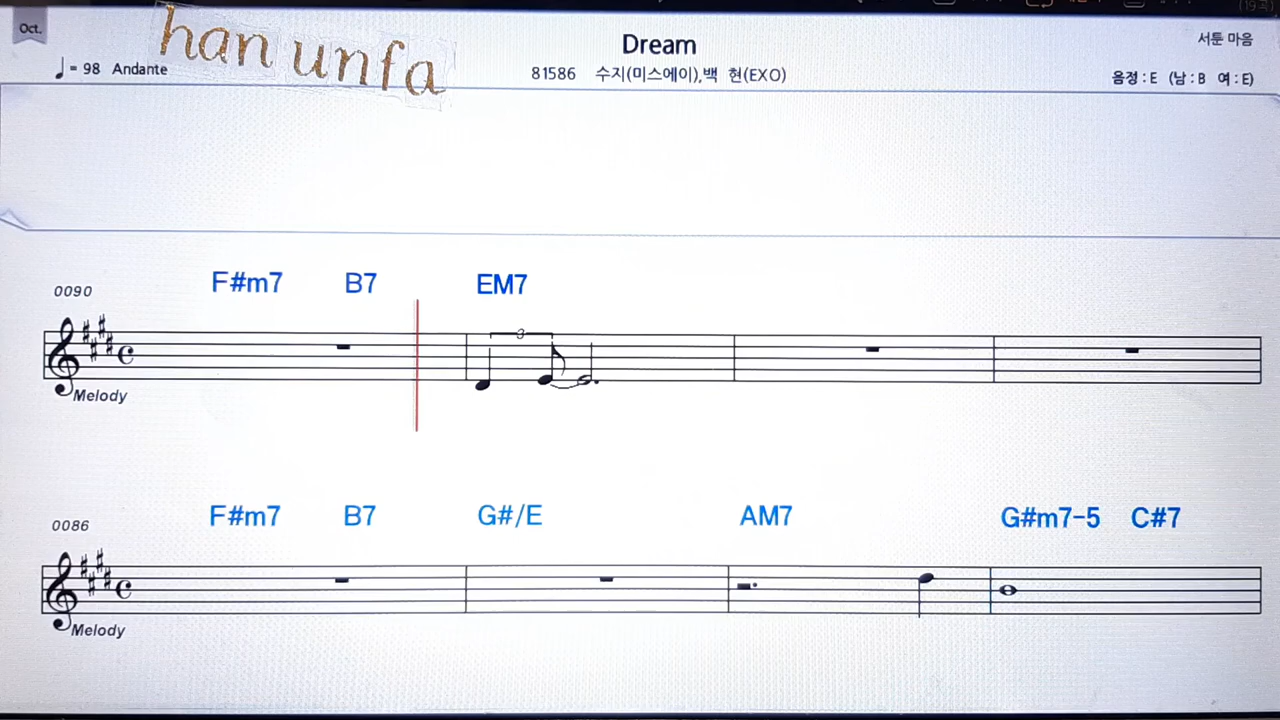 Oct.
han unfa
Dream
서툰 마음
♩= 98 Andante
81586 수지(미스에이),백 현(EXO)
음정 : E (남 : B 여 : E)
0090
F#m7 B7 EM7
3
Melody
0086
F#m7 B7 G#/E AM7 G#m7-5 C#7
Melody